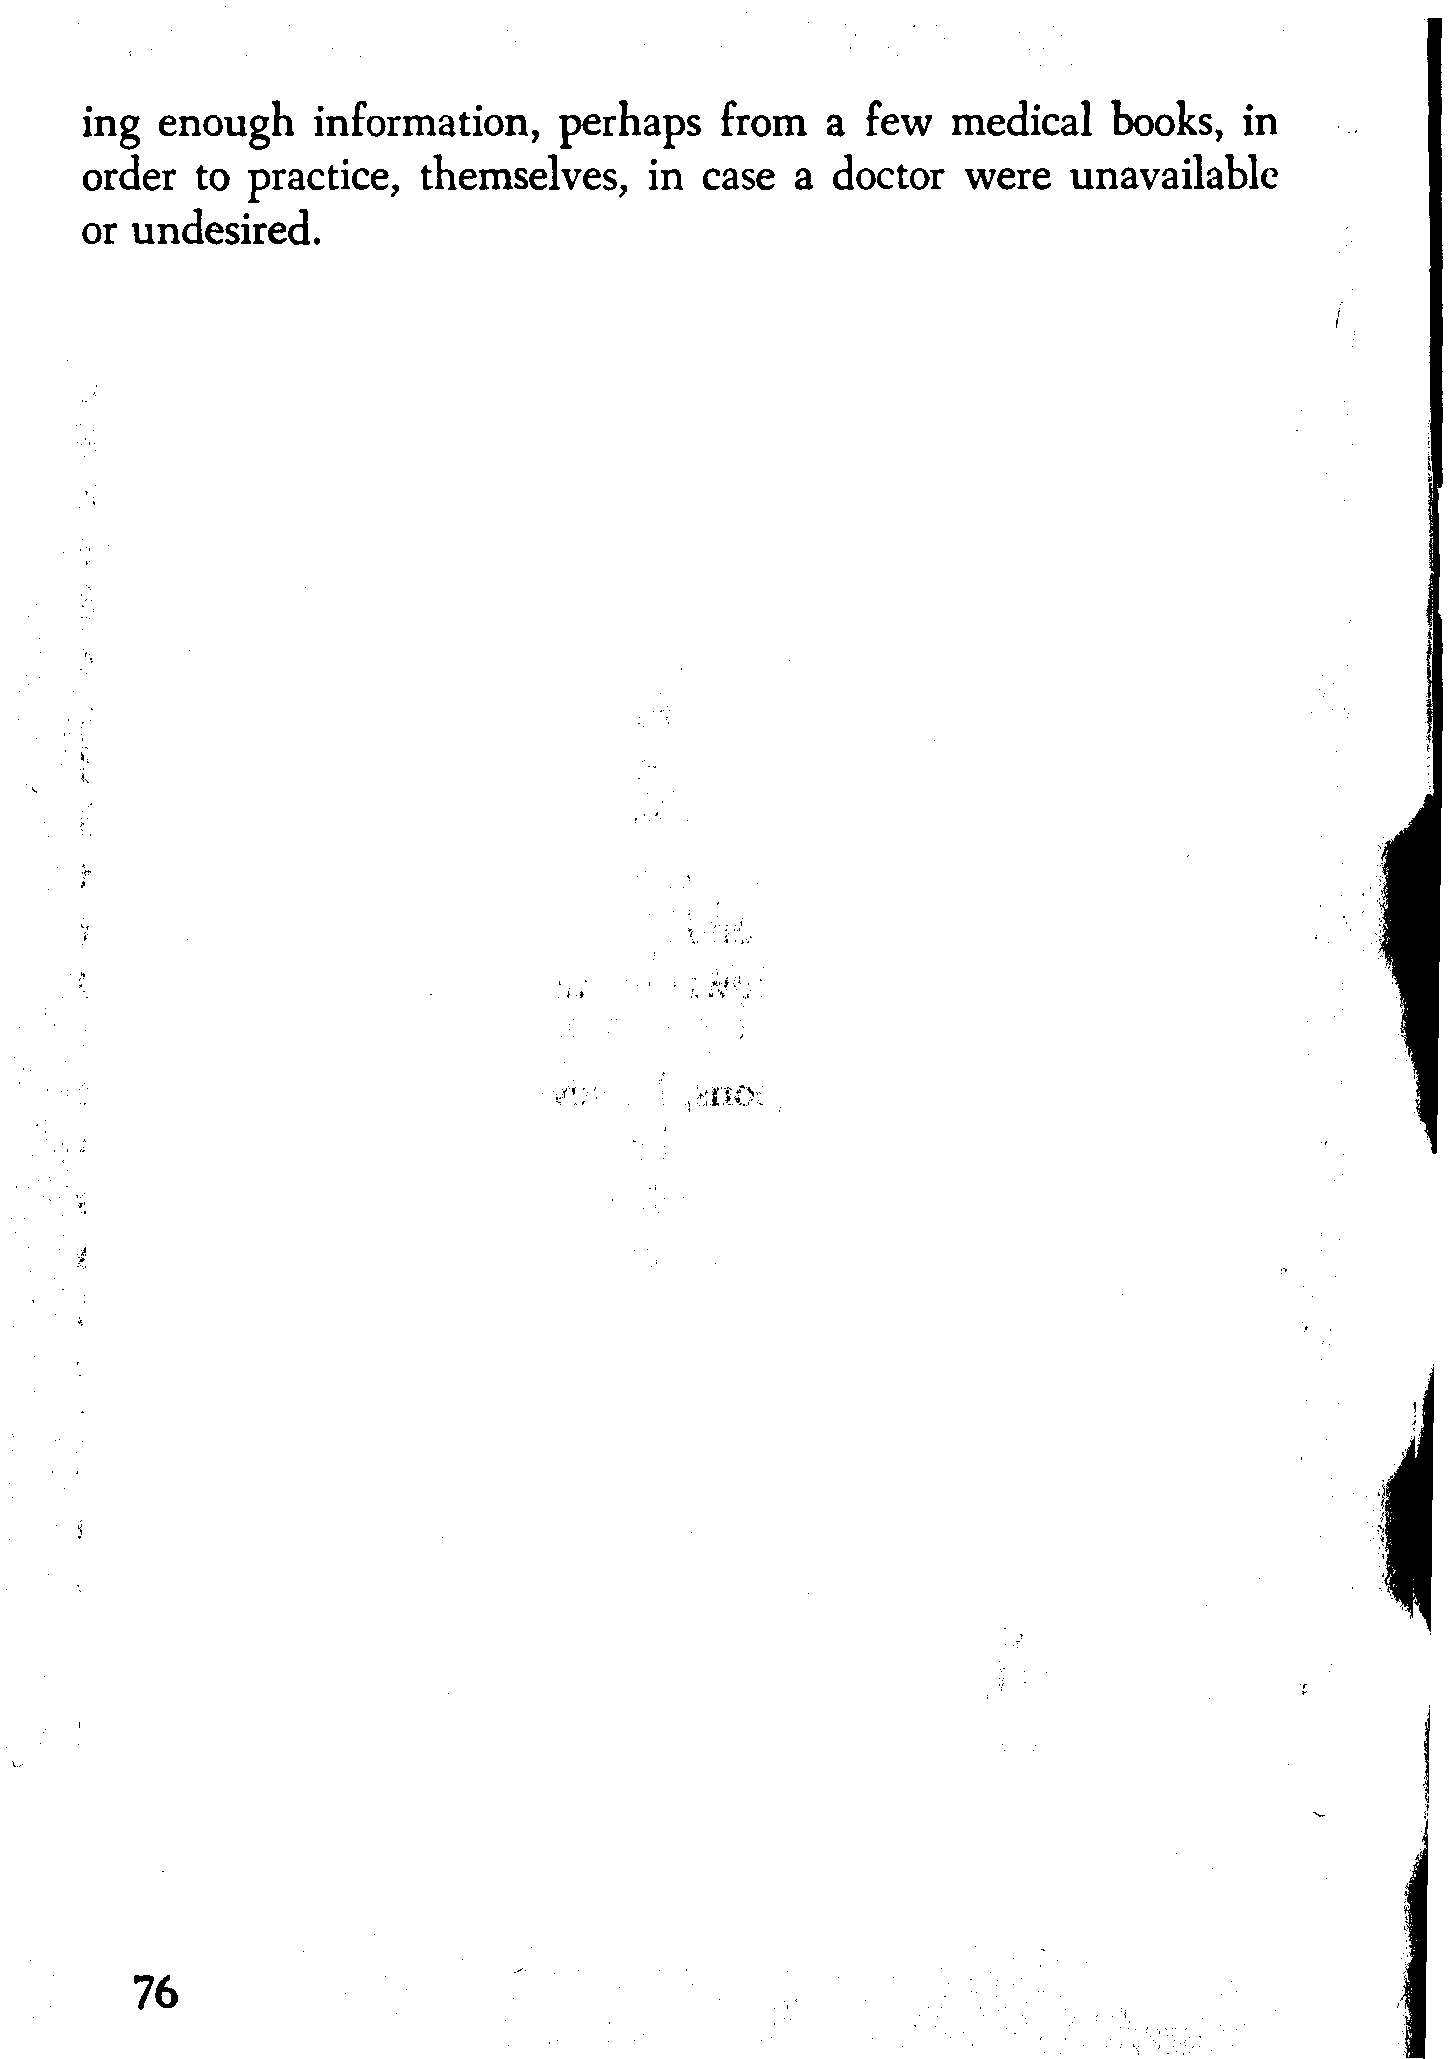 ing enough information, perhaps from a few medical books, in
order to practice, themselves, in case a doctor were unavailable
or undesired.
76